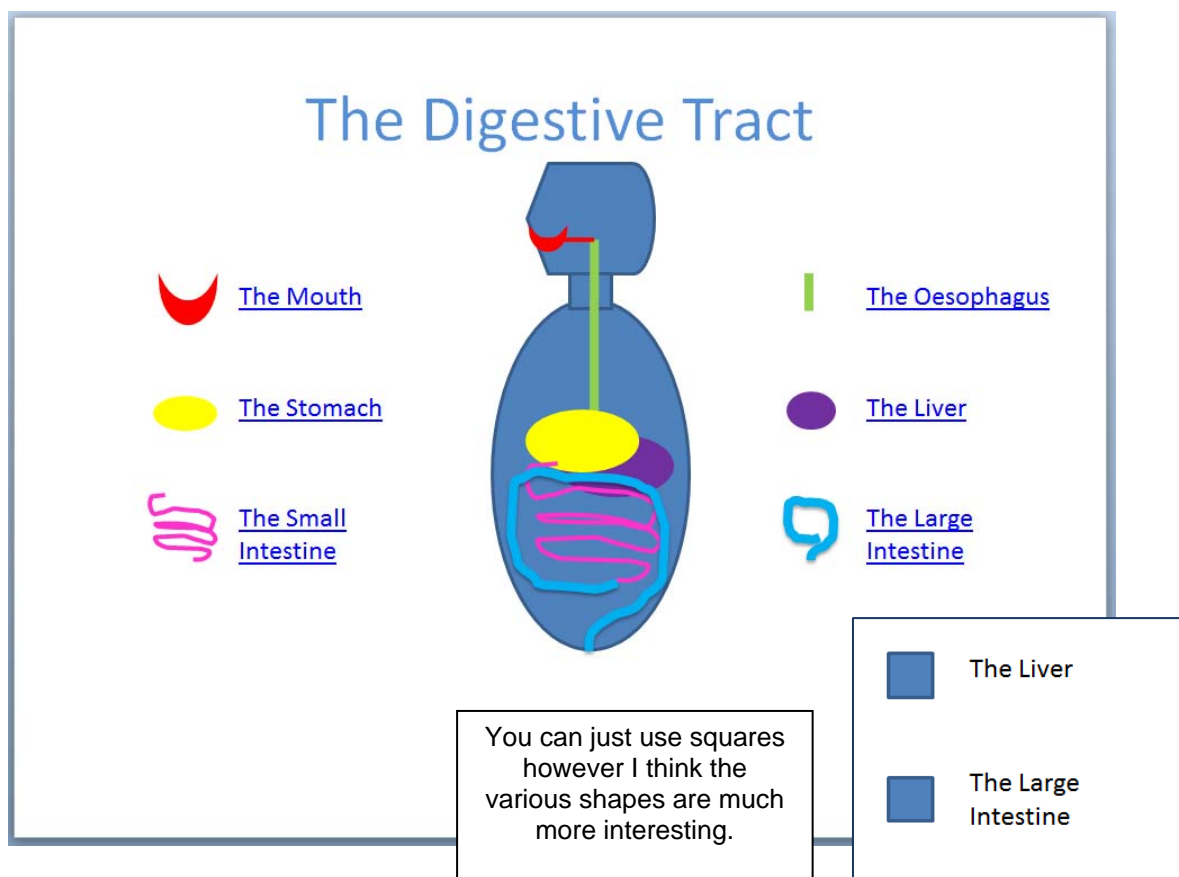 The Digestive Tract
The Mouth
The Oesophagus
The Stomach
The Liver
The Small
Intestine
The Large
Intestine
The Liver
The Large
Intestine
You can just use squares
however I think the
various shapes are much
more interesting.